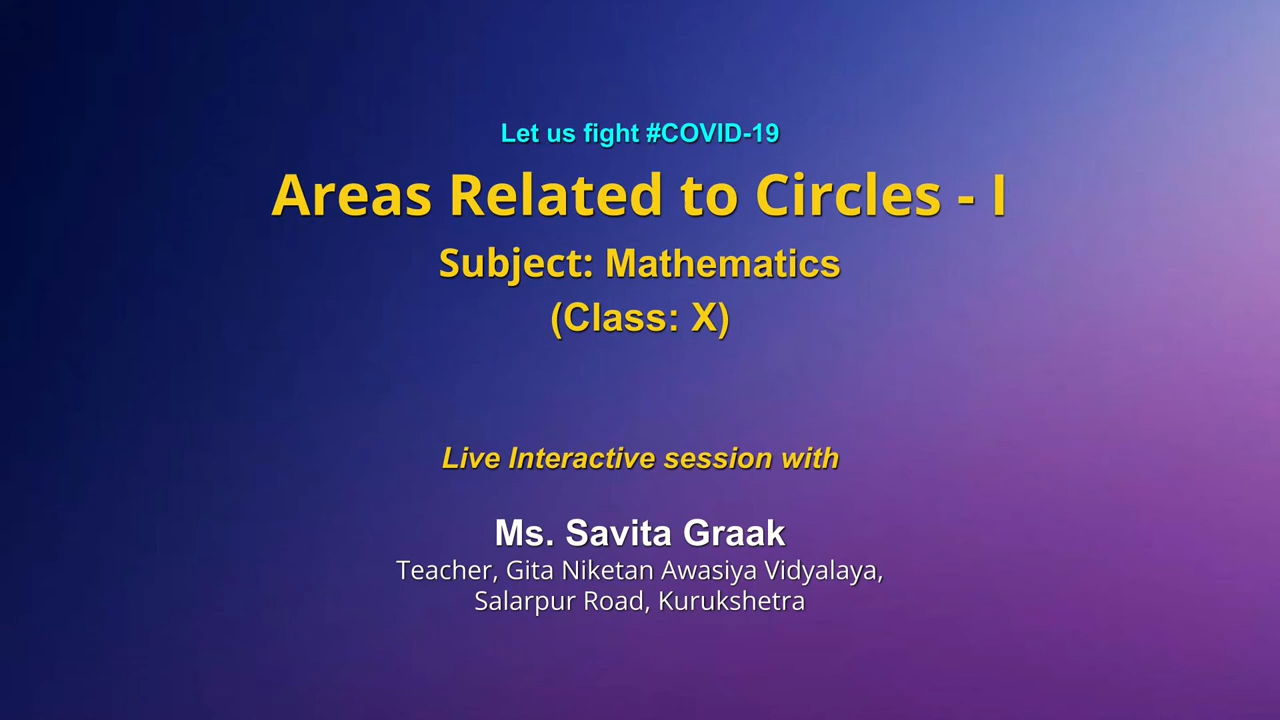 Let us fight #COVID-19
Areas Related to Circles - I
Subject: Mathematics
(Class: X)
Live Interactive session with
Ms. Savita Graak
Teacher, Gita Niketan Awasiya Vidyalaya,
Salarpur Road, Kurukshetra